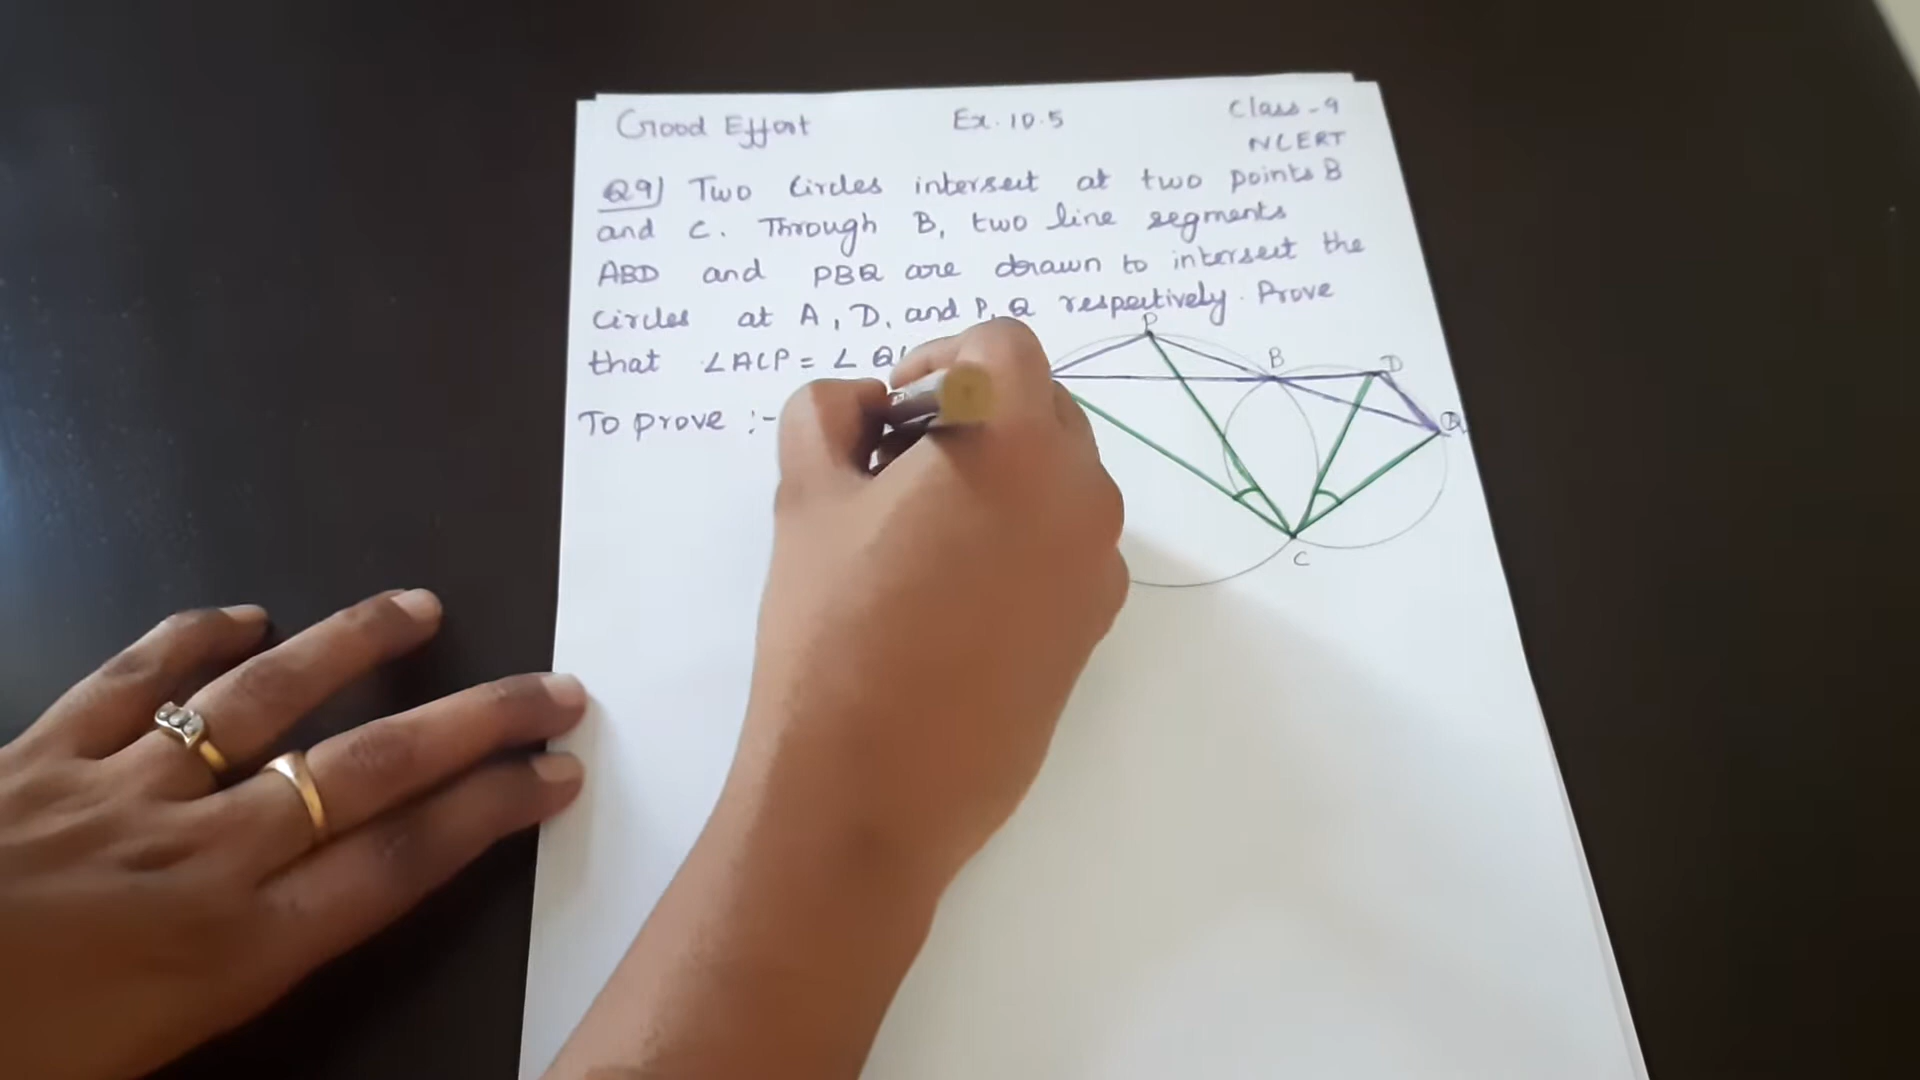 Good Effort Ex. 10.5 Class-9
NCERT
Q9) Two Circles intersect at two points B
and C. Through B, two line segments
ABD and PBQ are drawn to intersect the
circles at A, D, and P, Q respectively. Prove
that ∠ACP = ∠ Q
To prove :-
P
B
D
Q
C